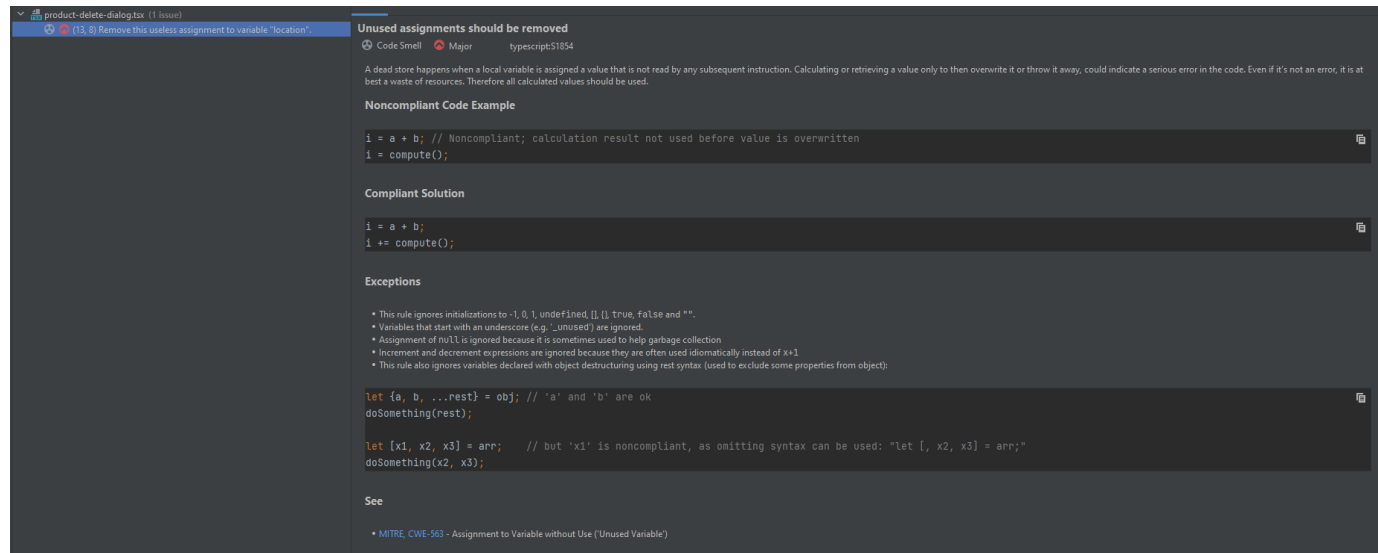 product-delete-dialog.tsx (1 issue)
(13, 8) Remove this useless assignment to variable "location".
Unused assignments should be removed
Code Smell Major typescript:S1854
A dead store happens when a local variable is assigned a value that is not read by any subsequent instruction. Calculating or retrieving a value only to then overwrite it or throw it away, could indicate a serious error in the code. Even if it's not an error, it is at
best a waste of resources. Therefore all calculated values should be used.
Noncompliant Code Example
i = a + b; // Noncompliant; calculation result not used before value is overwritten
i = compute();
Compliant Solution
i = a + b;
i += compute();
Exceptions
• This rule ignores initializations to -1, 0, 1, undefined, [], {}, true, false and "".
• Variables that start with an underscore (e.g. '_unused') are ignored.
• Assignment of null is ignored because it is sometimes used to help garbage collection
• Increment and decrement expressions are ignored because they are often used idiomatically instead of x+1
• This rule also ignores variables declared with object destructuring using rest syntax (used to exclude some properties from object):
let {a, b, ...rest} = obj; // 'a' and 'b' are ok
doSomething(rest);
let [x1, x2, x3] = arr; // but 'x1' is noncompliant, as omitting syntax can be used: "let [, x2, x3] = arr;"
doSomething(x2, x3);
See
• MITRE, CWE-563 - Assignment to Variable without Use ('Unused Variable')